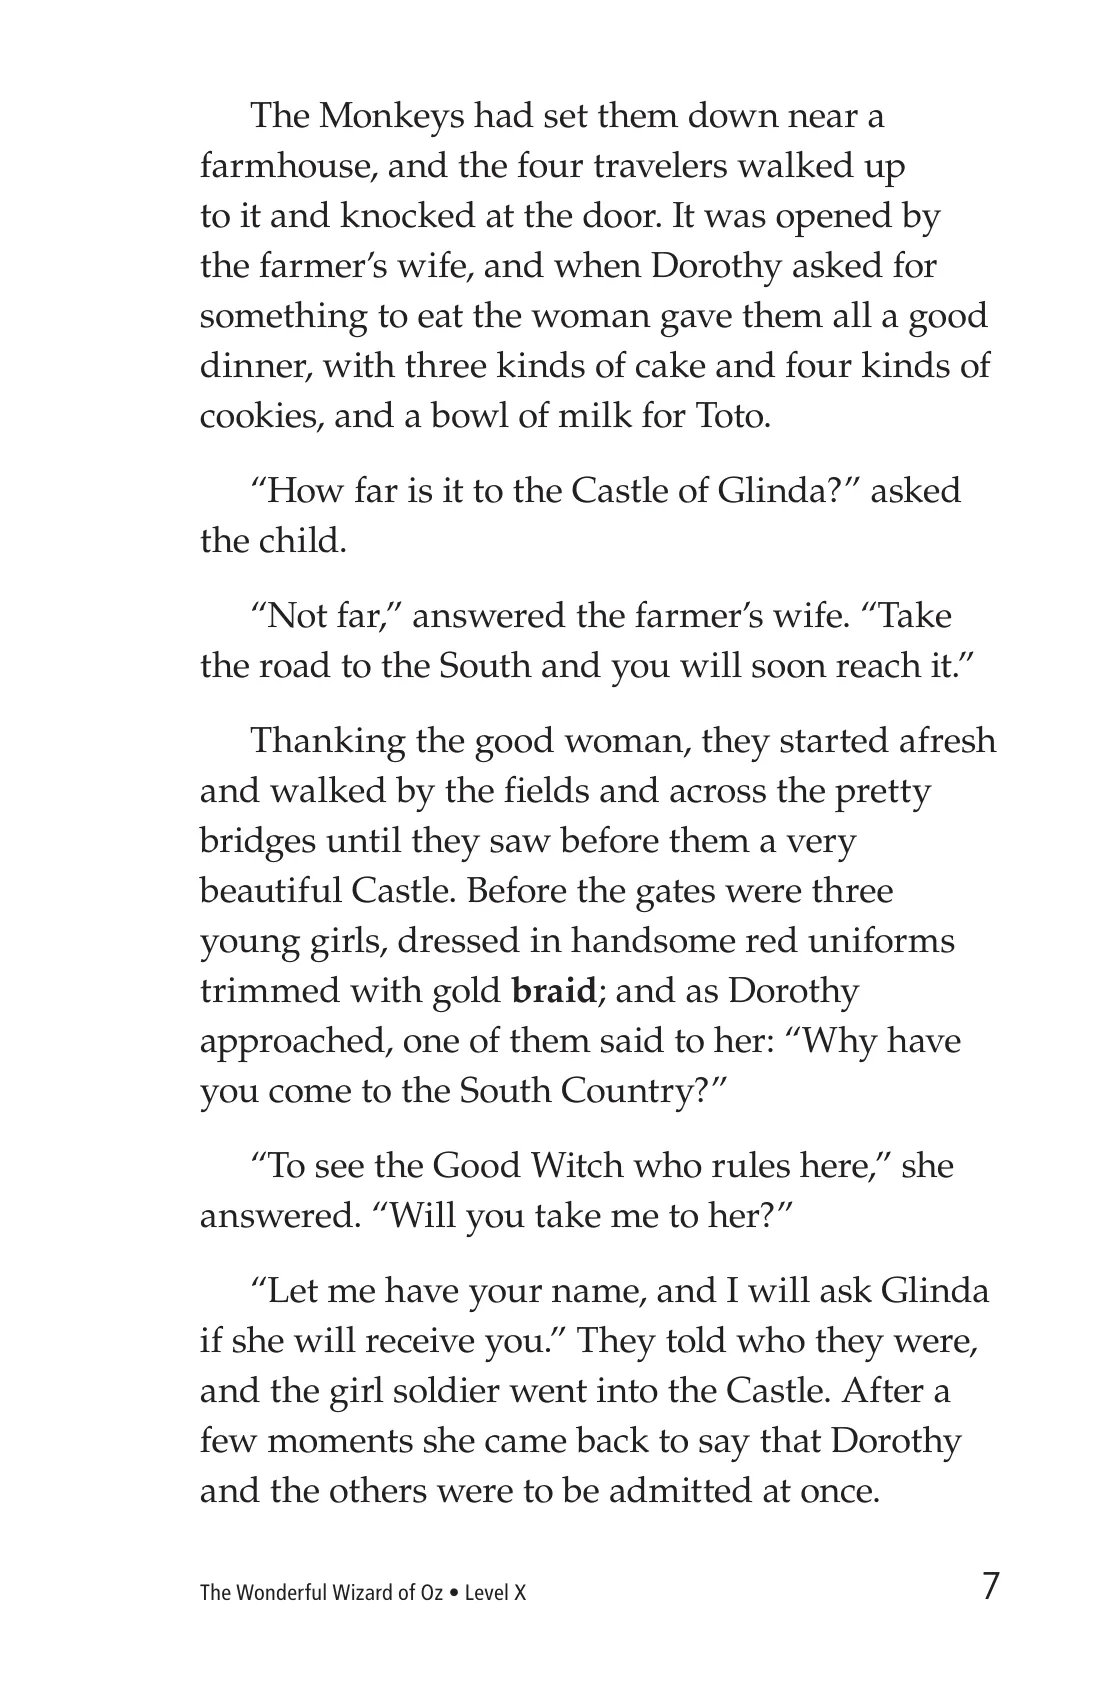 The Monkeys had set them down near a
farmhouse, and the four travelers walked up
to it and knocked at the door. It was opened by
the farmer’s wife, and when Dorothy asked for
something to eat the woman gave them all a good
dinner, with three kinds of cake and four kinds of
cookies, and a bowl of milk for Toto.
“How far is it to the Castle of Glinda?” asked
the child.
“Not far,” answered the farmer’s wife. “Take
the road to the South and you will soon reach it.”
Thanking the good woman, they started afresh
and walked by the fields and across the pretty
bridges until they saw before them a very
beautiful Castle. Before the gates were three
young girls, dressed in handsome red uniforms
trimmed with gold braid; and as Dorothy
approached, one of them said to her: “Why have
you come to the South Country?”
“To see the Good Witch who rules here,” she
answered. “Will you take me to her?”
“Let me have your name, and I will ask Glinda
if she will receive you.” They told who they were,
and the girl soldier went into the Castle. After a
few moments she came back to say that Dorothy
and the others were to be admitted at once.
The Wonderful Wizard of Oz • Level X 7